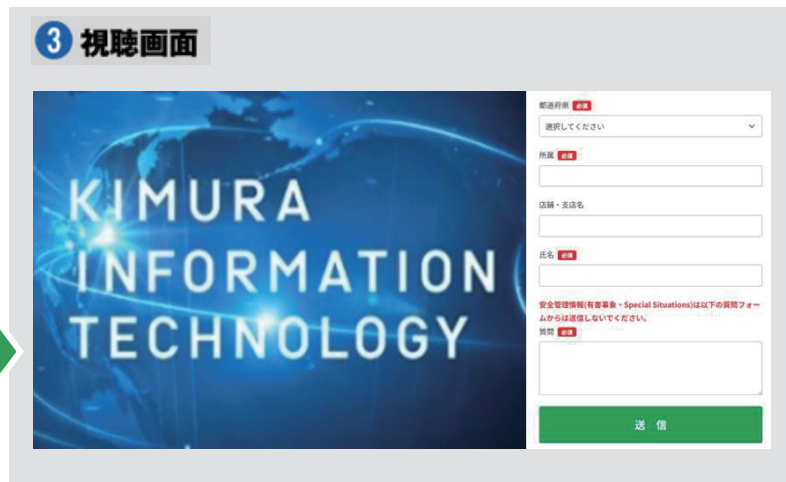 3 視聴画面
KIMURA
INFORMATION
TECHNOLOGY
都道府県 必須
選択してください
所属 必須
店舗・支店名
氏名 必須
安全管理情報(有害事象・Special Situations)は以下の質問フォー
ムからは送信しないでください。
質問 必須
送 信